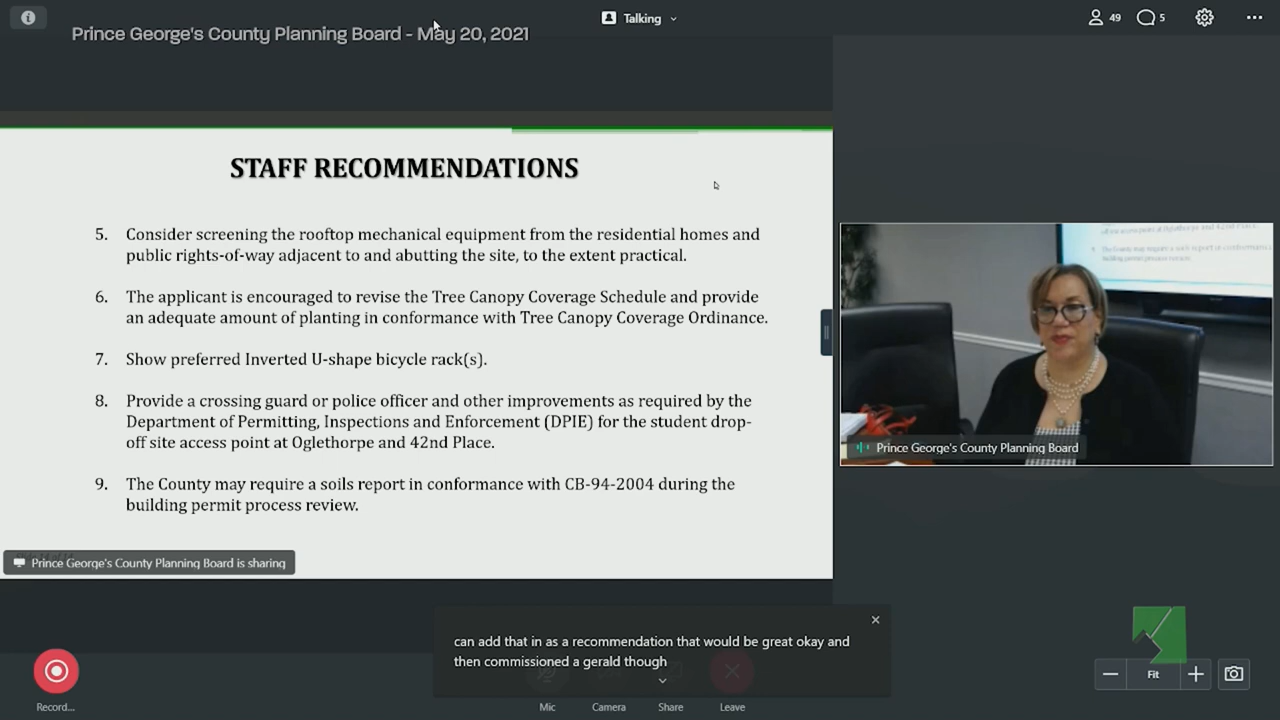 Prince George's County Planning Board - May 20, 2021
Talking
49
5
STAFF RECOMMENDATIONS
5. Consider screening the rooftop mechanical equipment from the residential homes and
public rights-of-way adjacent to and abutting the site, to the extent practical.
6. The applicant is encouraged to revise the Tree Canopy Coverage Schedule and provide
an adequate amount of planting in conformance with Tree Canopy Coverage Ordinance.
7. Show preferred Inverted U-shape bicycle rack(s).
8. Provide a crossing guard or police officer and other improvements as required by the
Department of Permitting, Inspections and Enforcement (DPIE) for the student drop-
off site access point at Oglethorpe and 42nd Place.
9. The County may require a soils report in conformance with CB-94-2004 during the
building permit process review.
Prince George's County Planning Board is sharing
Prince George's County Planning Board
can add that in as a recommendation that would be great okay and
then commissioned a gerald though
Record...
Mic
Camera
Share
Leave
Fit